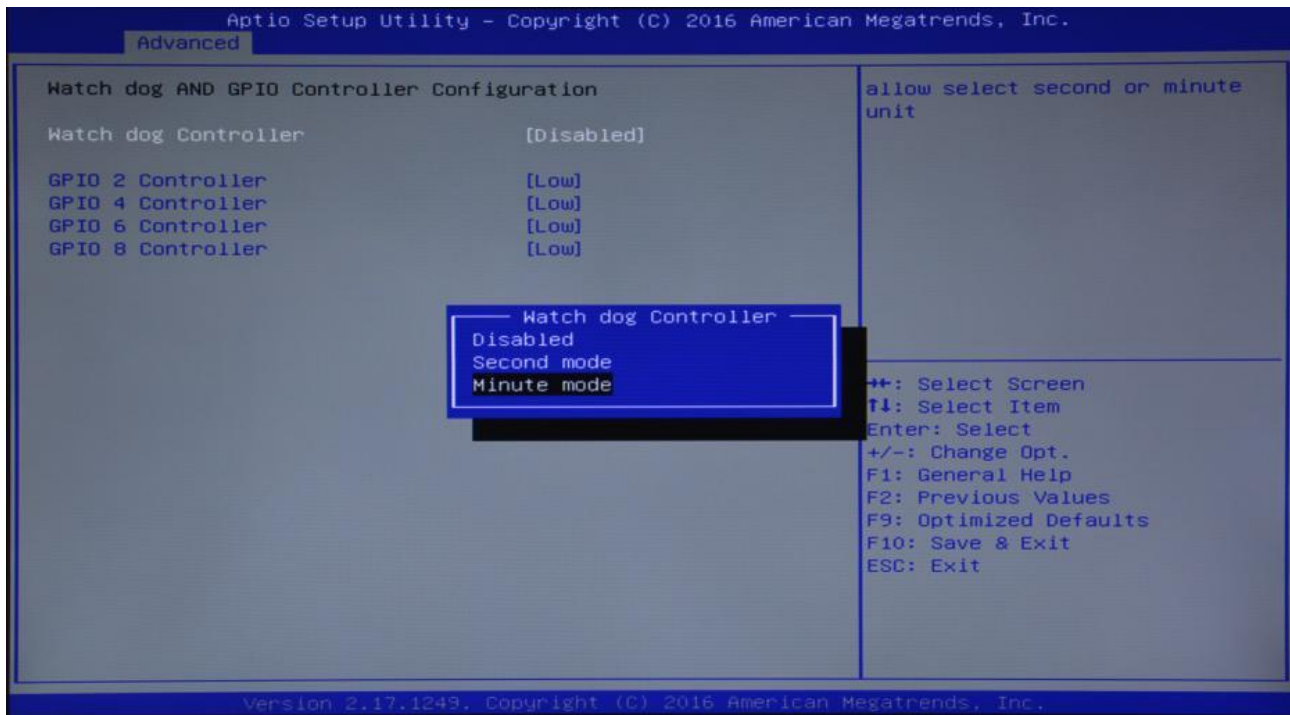 Aptio Setup Utility – Copyright (C) 2016 American Megatrends, Inc.
Advanced
Watch dog AND GPIO Controller Configuration
Watch dog Controller [Disabled]
GPIO 2 Controller [Low]
GPIO 4 Controller [Low]
GPIO 6 Controller [Low]
GPIO 8 Controller [Low]
allow select second or minute
unit
Watch dog Controller
Disabled
Second mode
Minute mode
→←: Select Screen
↑↓: Select Item
Enter: Select
+/-: Change Opt.
F1: General Help
F2: Previous Values
F9: Optimized Defaults
F10: Save & Exit
ESC: Exit
Version 2.17.1249. Copyright (C) 2016 American Megatrends, Inc.